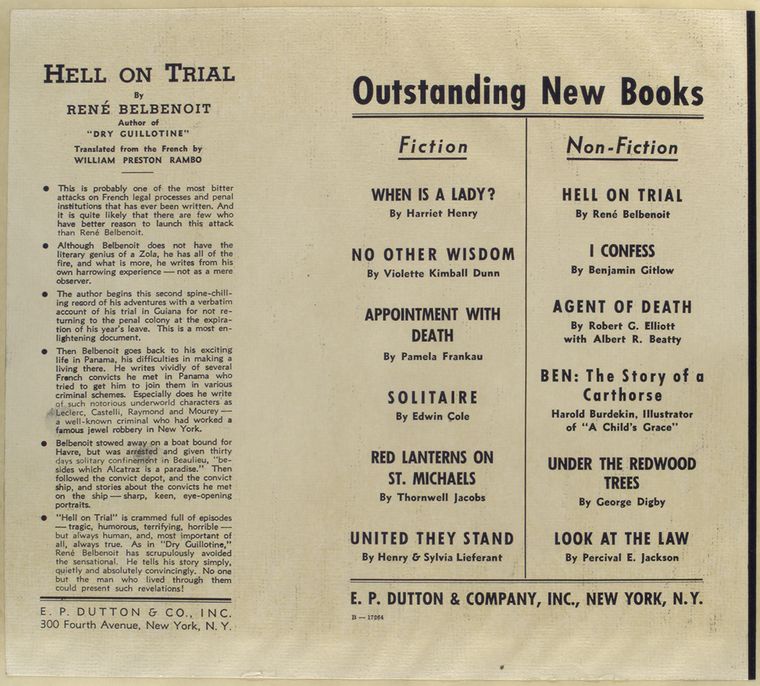 HELL ON TRIAL
By
RENÉ BELBENOIT
Author of
"DRY GUILLOTINE"
Translated from the French by
WILLIAM PRESTON RAMBO
● This is probably one of the most bitter
attacks on French legal processes and penal
institutions that has ever been written. And
it is quite likely that there are few who
have better reason to launch this attack
than René Belbenoit.
● Although Belbenoit does not have the
literary genius of a Zola, he has all of the
fire, and what is more, he writes from his
own harrowing experience — not as a mere
observer.
● The author begins this second spine-chill-
ing record of his adventures with a verbatim
account of his trial in Guiana for not re-
turning to the penal colony at the expira-
tion of his year's leave. This is a most en-
lightening document.
● Then Belbenoit goes back to his exciting
life in Panama, his difficulties in making a
living there. He writes vividly of several
French convicts he met in Panama who
tried to get him to join them in various
criminal schemes. Especially does he write
of such notorious underworld characters as
Leclerc, Castelli, Raymond and Mourey —
a well-known criminal who had worked a
famous jewel robbery in New York.
● Belbenoit stowed away on a boat bound for
Havre, but was arrested and given thirty
days solitary confinement in Beaulieu, "be-
sides which Alcatraz is a paradise." Then
followed the convict depot, and the convict
ship, and stories about the convicts he met
on the ship — sharp, keen, eye-opening
portraits.
● "Hell on Trial" is crammed full of episodes
— tragic, humorous, terrifying, horrible —
but always human, and, most important of
all, always true. As in "Dry Guillotine,"
René Belbenoit has scrupulously avoided
the sensational. He tells his story simply,
quietly and absolutely convincingly. No one
but the man who lived through them
could present such revelations!
E. P. DUTTON & CO., INC.
300 Fourth Avenue, New York, N. Y.
Outstanding New Books
Fiction
WHEN IS A LADY?
By Harriet Henry
NO OTHER WISDOM
By Violette Kimball Dunn
APPOINTMENT WITH
DEATH
By Pamela Frankau
SOLITAIRE
By Edwin Cole
RED LANTERNS ON
ST. MICHAELS
By Thornwell Jacobs
UNITED THEY STAND
By Henry & Sylvia Lieferant
Non-Fiction
HELL ON TRIAL
By René Belbenoit
I CONFESS
By Benjamin Gitlow
AGENT OF DEATH
By Robert G. Elliott
with Albert R. Beatty
BEN: The Story of a
Carthorse
Harold Burdekin, Illustrator
of "A Child's Grace"
UNDER THE REDWOOD
TREES
By George Digby
LOOK AT THE LAW
By Percival E. Jackson
E. P. DUTTON & COMPANY, INC., NEW YORK, N. Y.
B — 17264